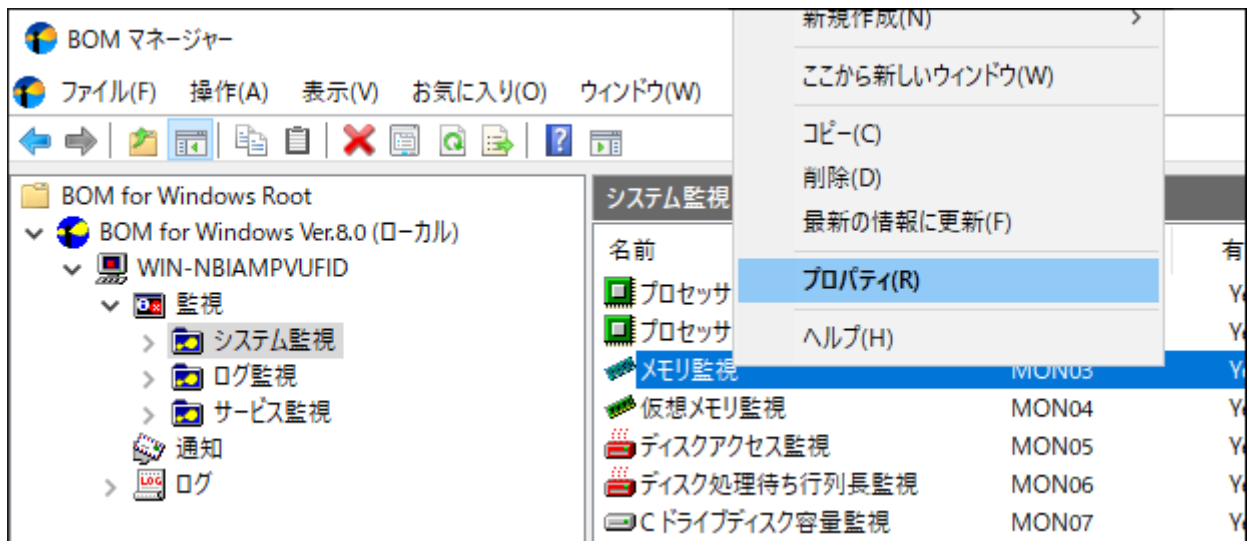 BOM マネージャー
ファイル(F) 操作(A) 表示(V) お気に入り(O) ウィンドウ(W)
新規作成(N)
ここから新しいウィンドウ(W)
コピー(C)
削除(D)
最新の情報に更新(F)
プロパティ(R)
ヘルプ(H)
BOM for Windows Root
BOM for Windows Ver.8.0 (ローカル)
WIN-NBIAMPVUFID
監視
システム監視
ログ監視
サービス監視
通知
LOG ログ
システム監視
名前 有
プロセッサ
プロセッサ
メモリ監視 MON03
仮想メモリ監視 MON04
ディスクアクセス監視 MON05
ディスク処理待ち行列長監視 MON06
C ドライブディスク容量監視 MON07